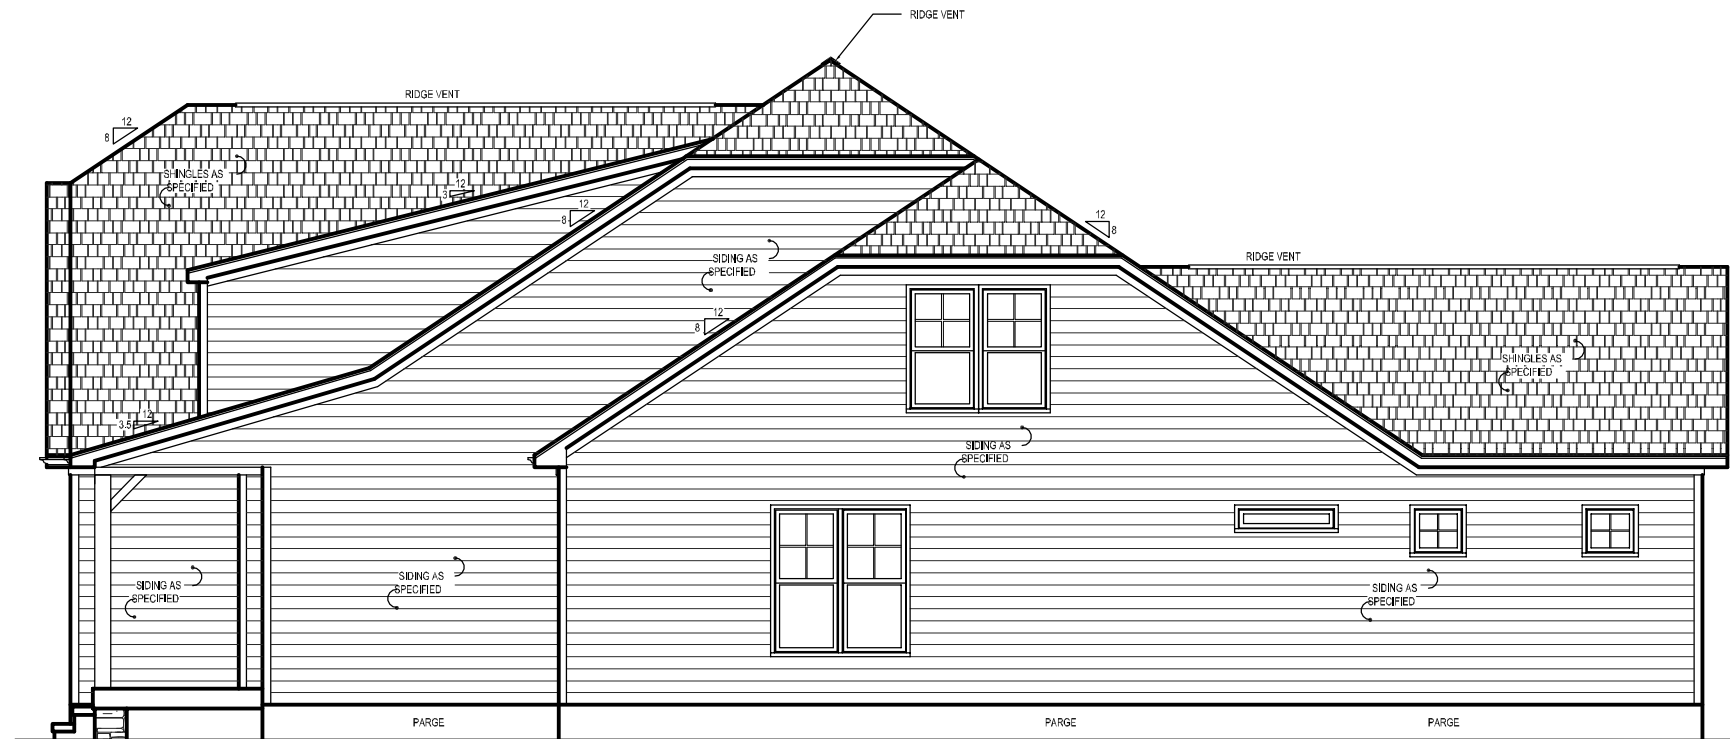 RIDGE VENT
RIDGE VENT
12
8
SHINGLES AS
SPECIFIED
12
3
12
8
12
8
SIDING AS
SPECIFIED
RIDGE VENT
12
8
SHINGLES AS
SPECIFIED
12
3.5
SIDING AS
SPECIFIED
SIDING AS
SPECIFIED
SIDING AS
SPECIFIED
SIDING AS
SPECIFIED
PARGE
PARGE
PARGE